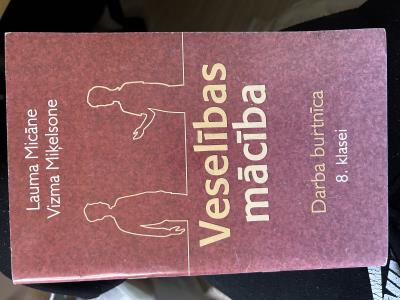 Lauma Micāne
Vizma Miķelsone
Veselības
mācība
Darba burtnīca
8. klasei